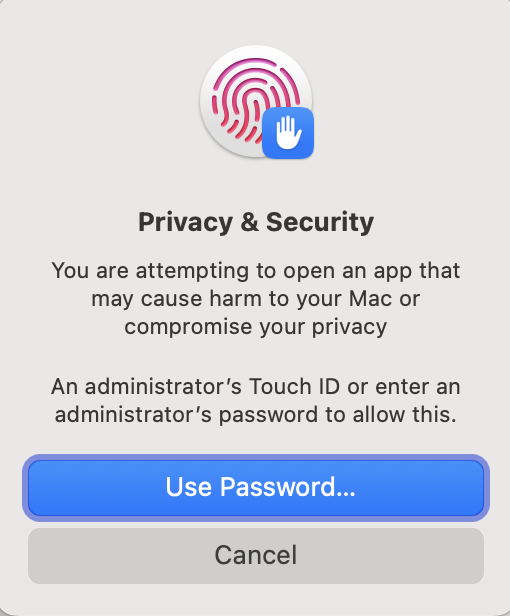 Privacy & Security
You are attempting to open an app that
may cause harm to your Mac or
compromise your privacy
An administrator’s Touch ID or enter an
administrator’s password to allow this.
Use Password...
Cancel